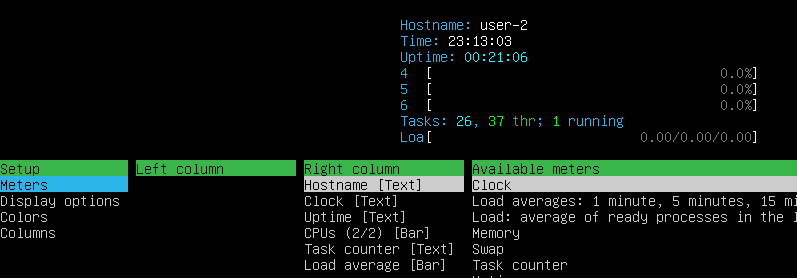 Hostname: user-2
Time: 23:13:03
Uptime: 00:21:06
4 [ 0.0%]
5 [ 0.0%]
6 [ 0.0%]
Tasks: 26, 37 thr; 1 running
Loa[ 0.00/0.00/0.00]
Setup Left column Right column Available meters
Meters Hostname [Text] Clock
Display options Clock [Text] Load averages: 1 minute, 5 minutes, 15 mi
Colors Uptime [Text] Load: average of ready processes in the l
Columns CPUs (2/2) [Bar] Memory
Task counter [Text] Swap
Load average [Bar] Task counter